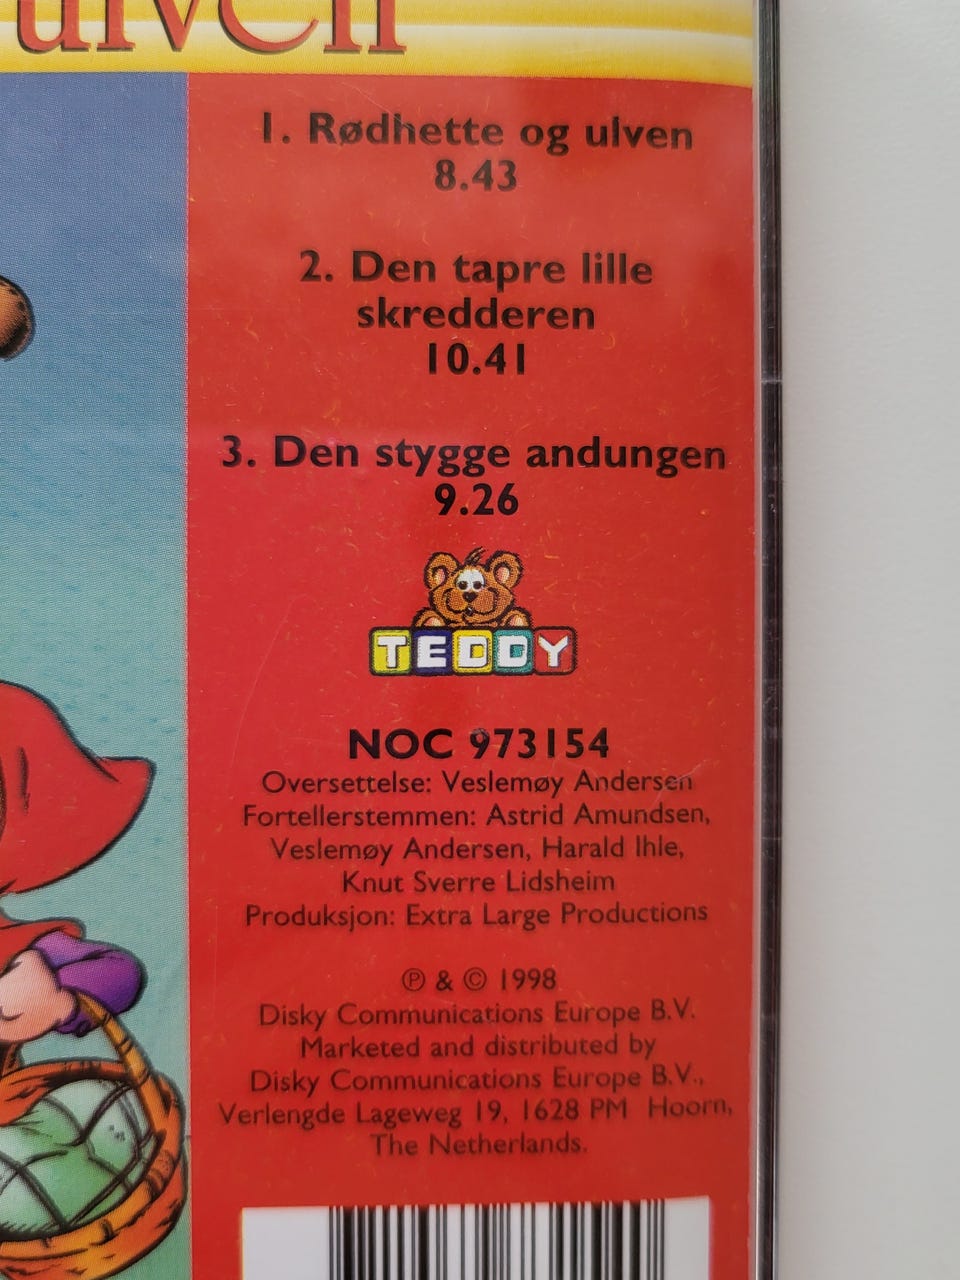 ulven
1. Rødhette og ulven
8.43
2. Den tapre lille
skredderen
10.41
3. Den stygge andungen
9.26
TEDDY
NOC 973154
Oversettelse: Veslemøy Andersen
Fortellerstemmen: Astrid Amundsen,
Veslemøy Andersen, Harald Ihle,
Knut Sverre Lidsheim
Produksjon: Extra Large Productions
℗ & © 1998
Disky Communications Europe B.V.
Marketed and distributed by
Disky Communications Europe B.V.,
Verlengde Lageweg 19, 1628 PM Hoorn,
The Netherlands.